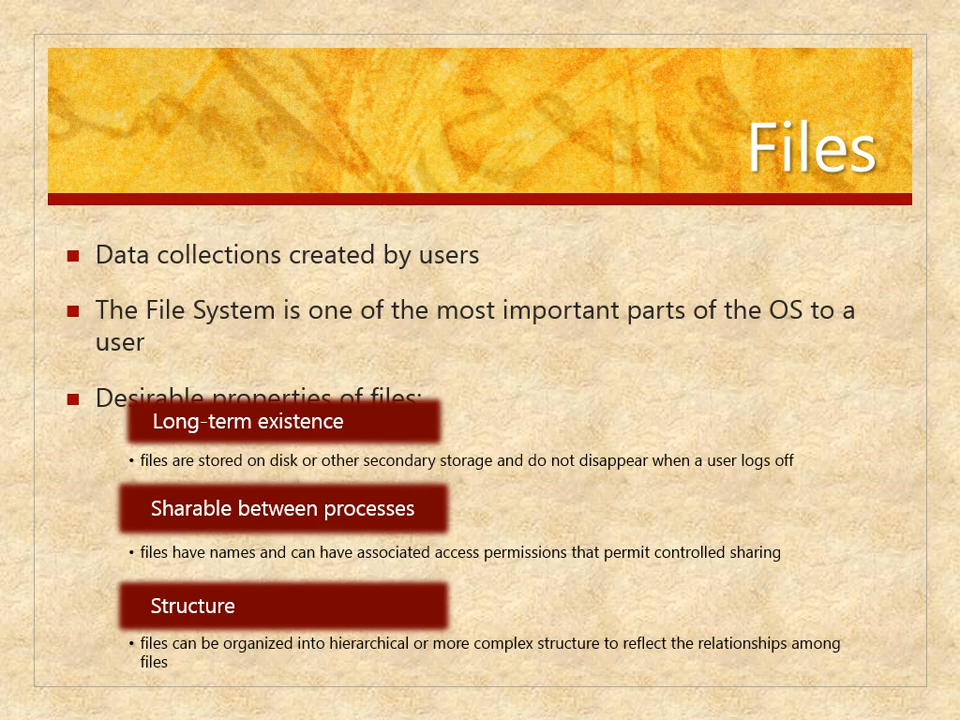 Files
Data collections created by users
The File System is one of the most important parts of the OS to a
user
Desirable properties of files:
Long-term existence
• files are stored on disk or other secondary storage and do not disappear when a user logs off
Sharable between processes
• files have names and can have associated access permissions that permit controlled sharing
Structure
• files can be organized into hierarchical or more complex structure to reflect the relationships among
files